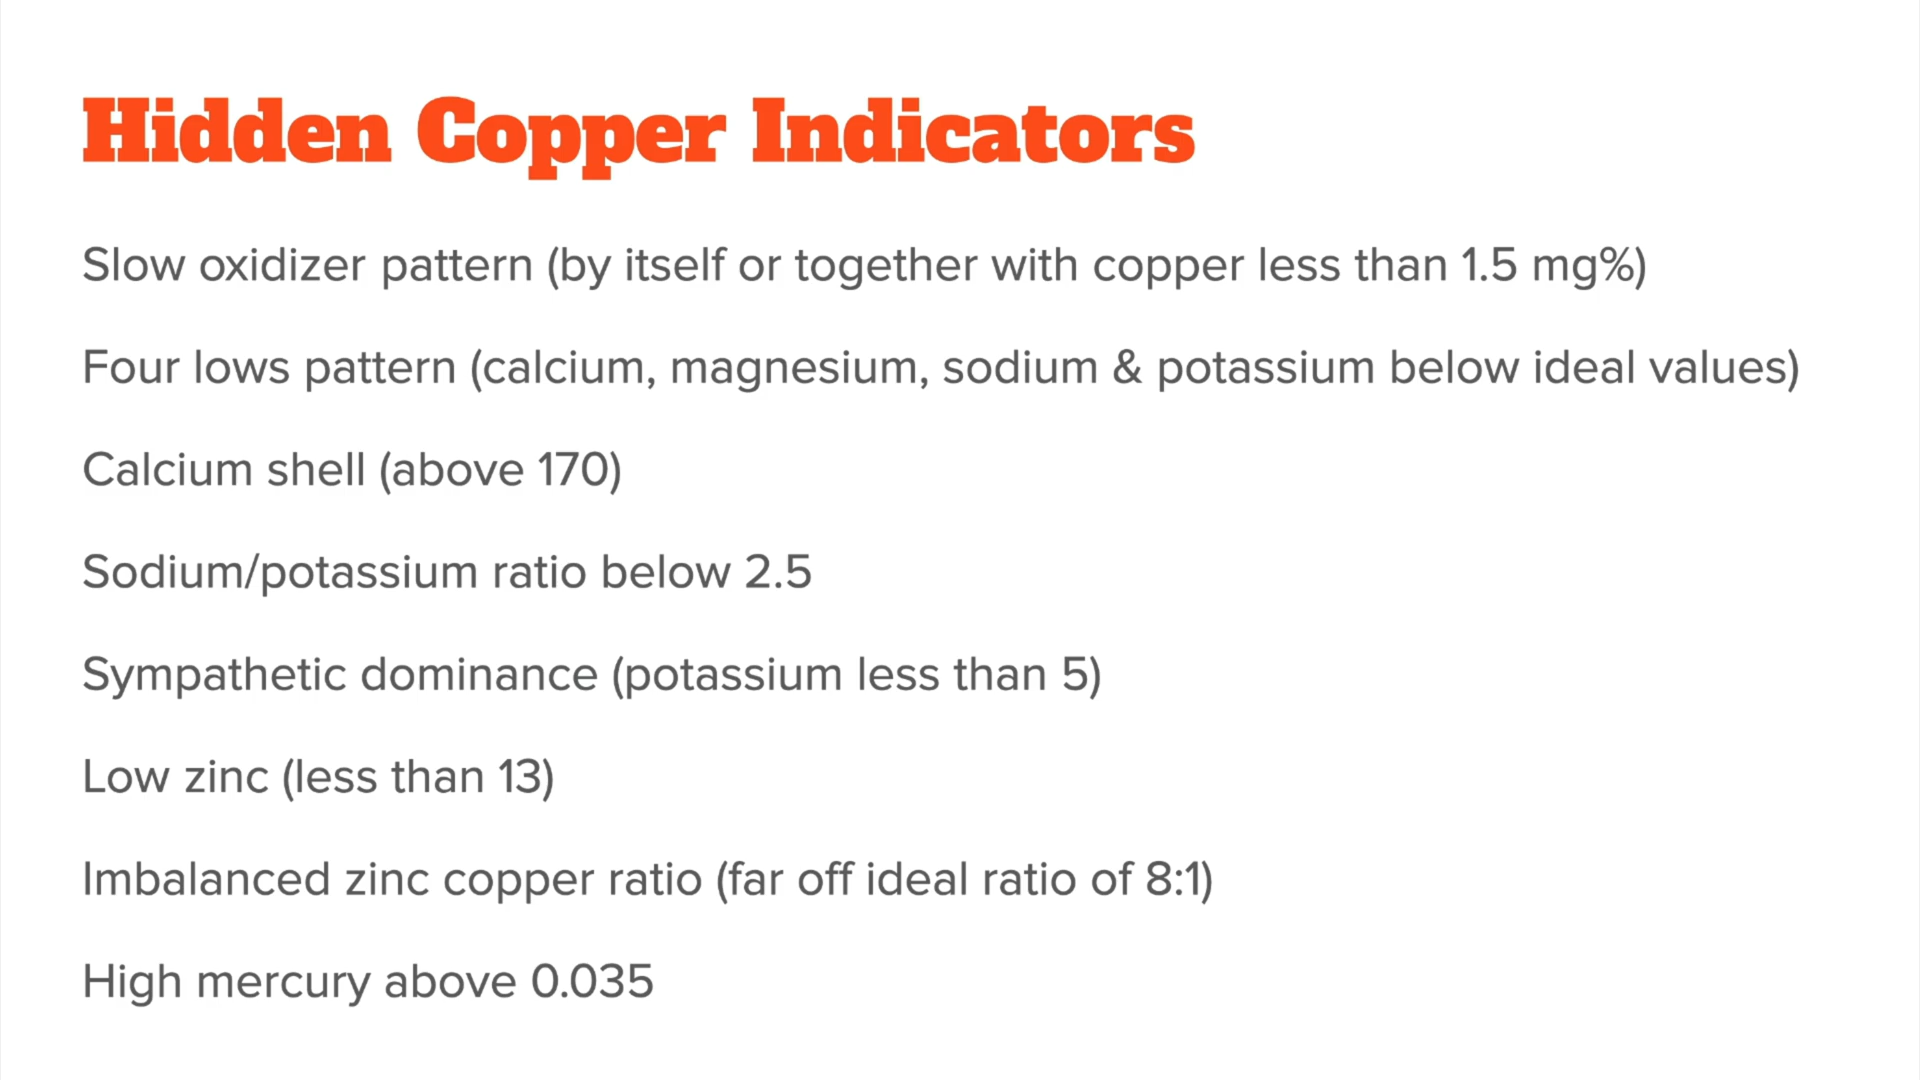 Hidden Copper Indicators
Slow oxidizer pattern (by itself or together with copper less than 1.5 mg%)
Four lows pattern (calcium, magnesium, sodium & potassium below ideal values)
Calcium shell (above 170)
Sodium/potassium ratio below 2.5
Sympathetic dominance (potassium less than 5)
Low zinc (less than 13)
Imbalanced zinc copper ratio (far off ideal ratio of 8:1)
High mercury above 0.035